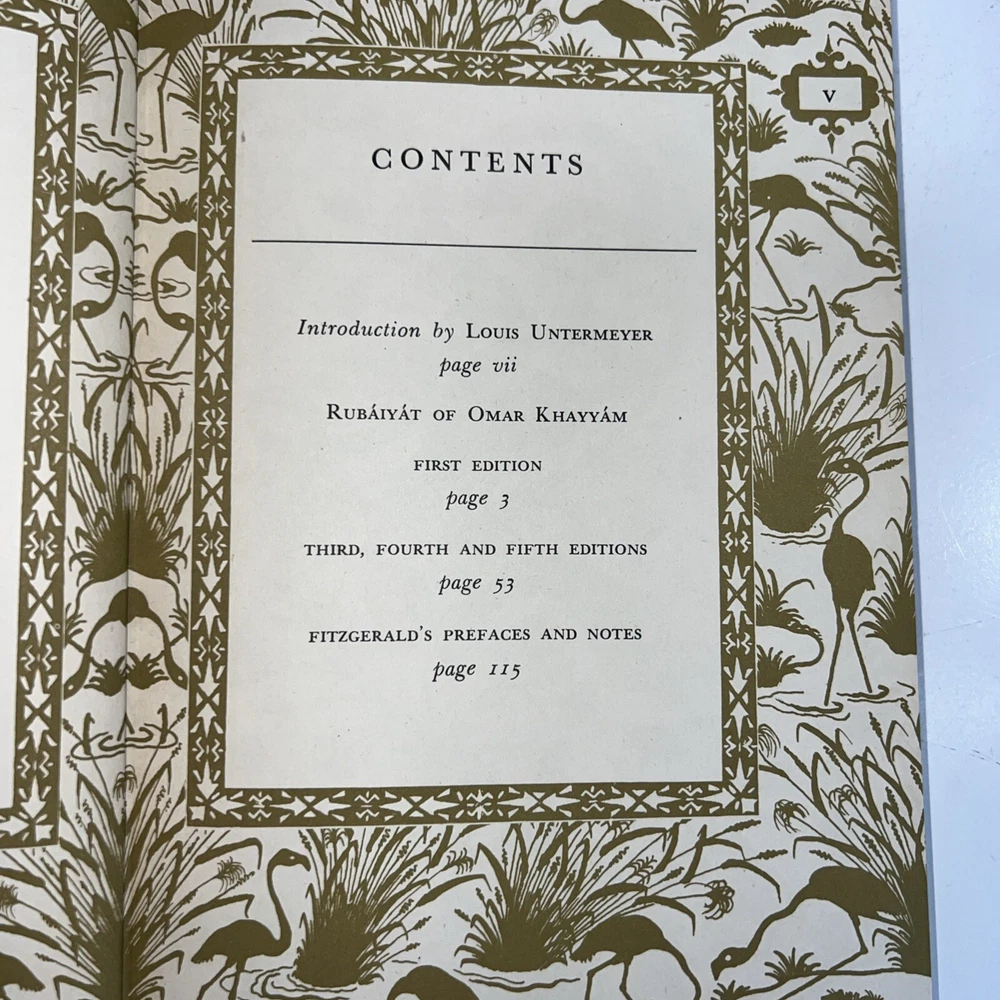 V
CONTENTS
Introduction by LOUIS UNTERMEYER
page vii
RUBÁIYÁT OF OMAR KHAYYÁM
FIRST EDITION
page 3
THIRD, FOURTH AND FIFTH EDITIONS
page 53
FITZGERALD'S PREFACES AND NOTES
page 115